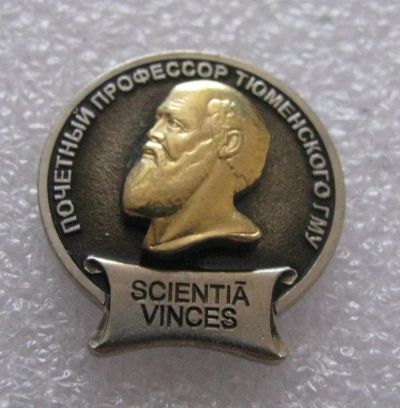 ПОЧЕТНЫЙ ПРОФЕССОР ТЮМЕНСКОГО ГМУ
SCIENTIĀ
VINCES